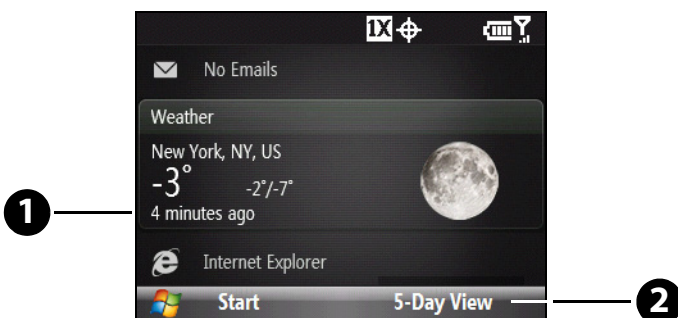 1X
No Emails
Weather
New York, NY, US
-3°
-2°/-7°
1
4 minutes ago
Internet Explorer
Start
5-Day View
2